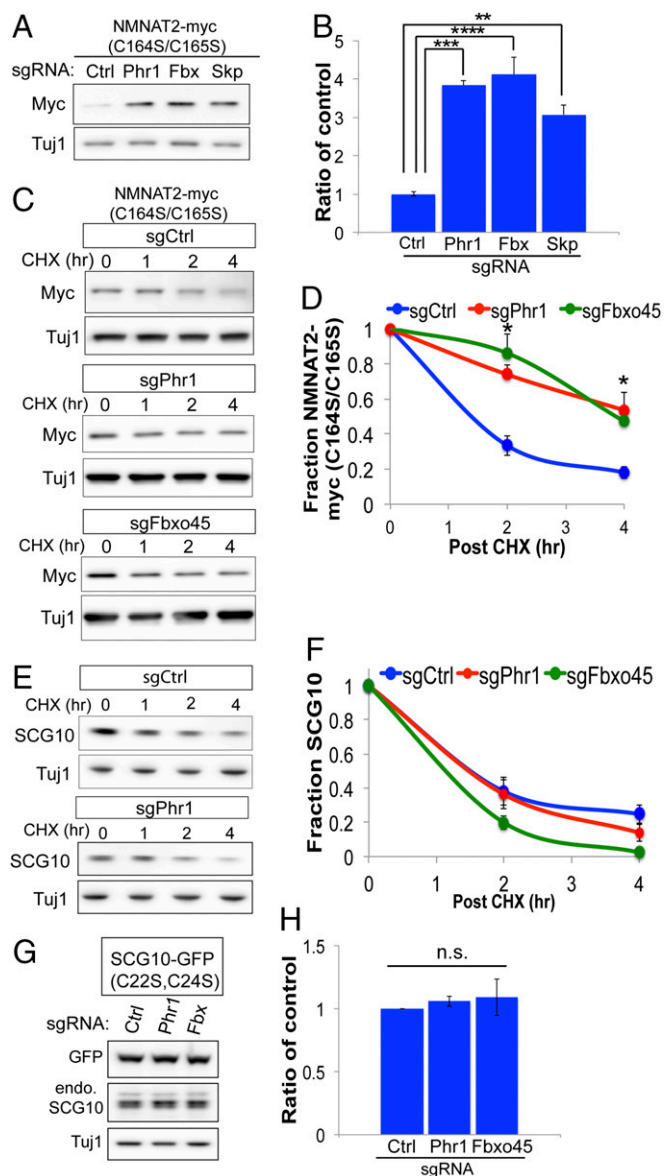 A
NMNAT2-myc
(C164S/C165S)
sgRNA: Ctrl Phr1 Fbx Skp
Myc
Tuj1
B
Ratio of control
6
5
4
3
2
1
0
**
****
***
Ctrl Phr1 Fbx Skp
sgRNA
C
NMNAT2-myc
(C164S/C165S)
sgCtrl
CHX (hr) 0 1 2 4
Myc
Tuj1
sgPhr1
CHX (hr) 0 1 2 4
Myc
Tuj1
sgFbxo45
CHX (hr) 0 1 2 4
Myc
Tuj1
D
sgCtrl sgPhr1 sgFbxo45
Fraction NMNAT2-
myc (C164S/C165S)
1
0.8
0.6
0.4
0.2
0
*
*
0 1 2 3 4
Post CHX (hr)
E
sgCtrl
CHX (hr) 0 1 2 4
SCG10
Tuj1
sgPhr1
CHX (hr) 0 1 2 4
SCG10
Tuj1
F
sgCtrl sgPhr1 sgFbxo45
Fraction SCG10
1
0.8
0.6
0.4
0.2
0
0 1 2 3 4
Post CHX (hr)
G
SCG10-GFP
(C22S,C24S)
sgRNA: Ctrl Phr1 Fbx
GFP
endo.
SCG10
Tuj1
H
Ratio of control
1.5
1
0.5
0
n.s.
Ctrl Phr1 Fbxo45
sgRNA